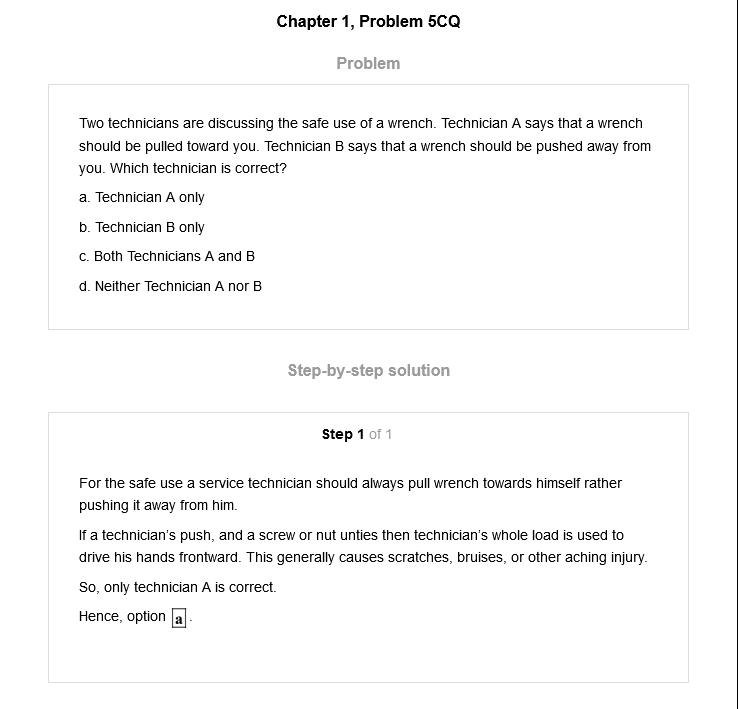 Chapter 1, Problem 5CQ
Problem
Two technicians are discussing the safe use of a wrench. Technician A says that a wrench
should be pulled toward you. Technician B says that a wrench should be pushed away from
you. Which technician is correct?
a. Technician A only
b. Technician B only
c. Both Technicians A and B
d. Neither Technician A nor B
Step-by-step solution
Step 1 of 1
For the safe use a service technician should always pull wrench towards himself rather
pushing it away from him.
If a technician's push, and a screw or nut unties then technician's whole load is used to
drive his hands frontward. This generally causes scratches, bruises, or other aching injury.
So, only technician A is correct.
Hence, option a.